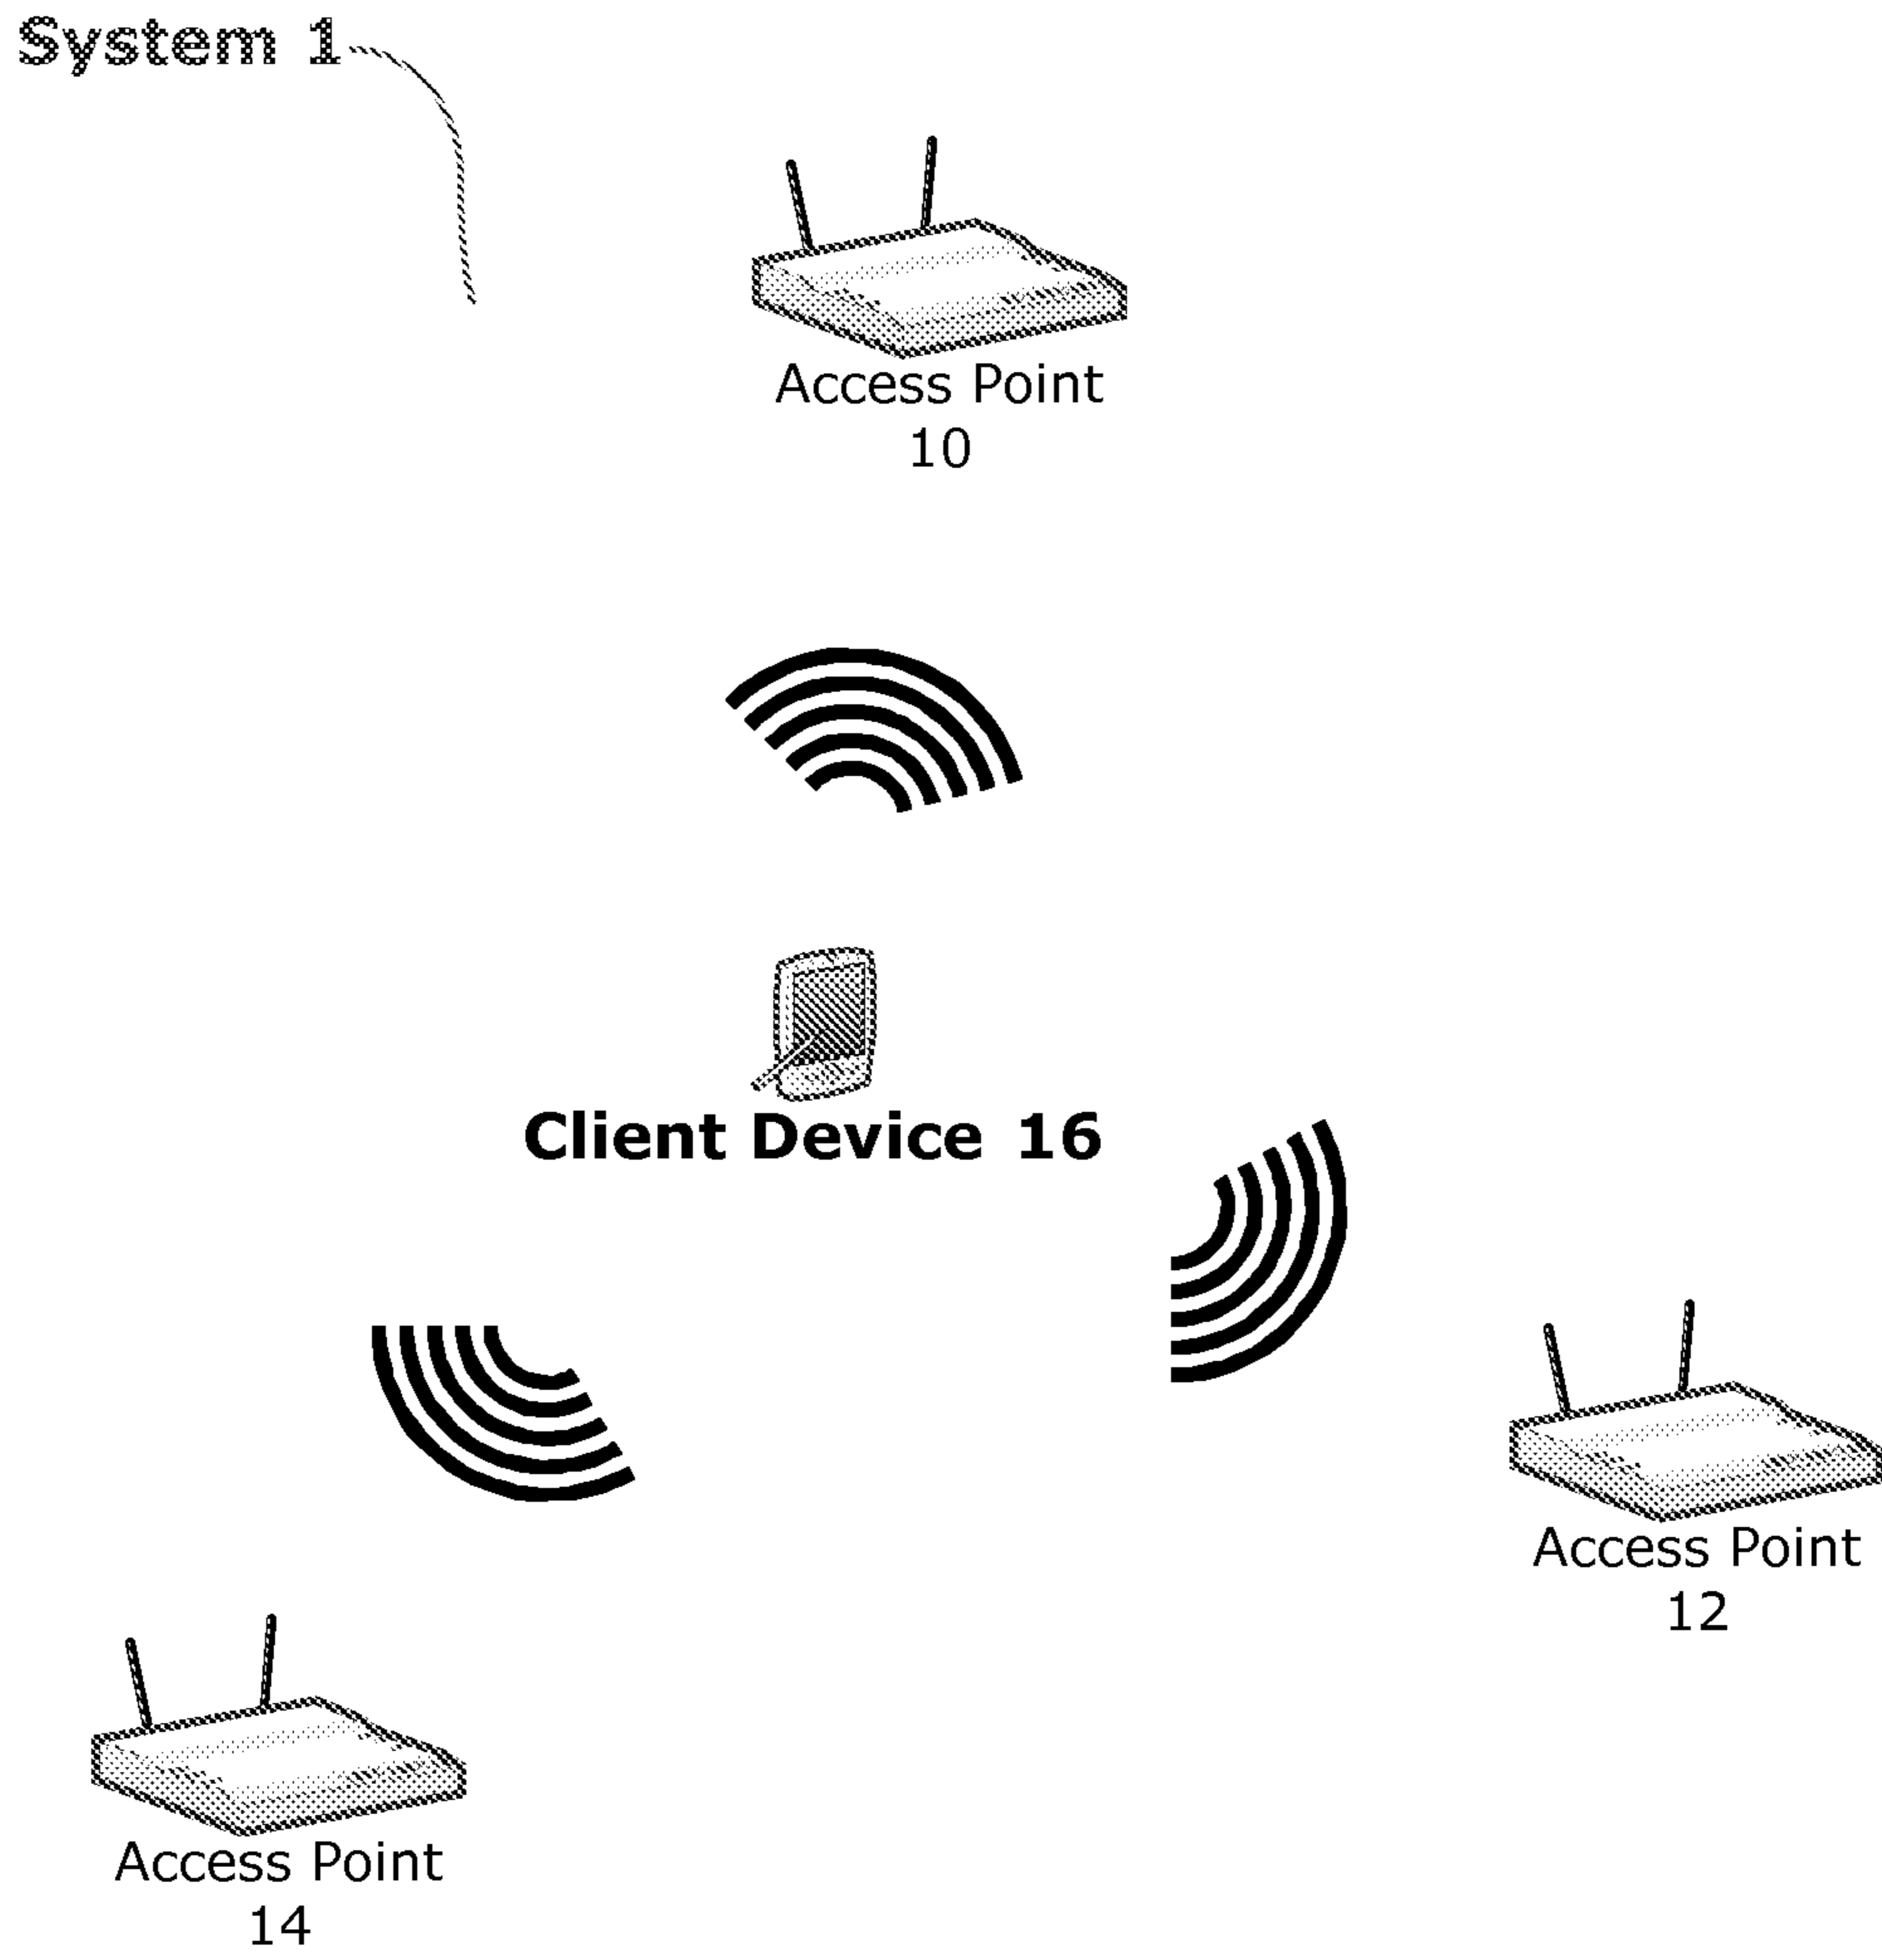 System 1
Access Point
10
Client Device 16
Access Point
12
Access Point
14